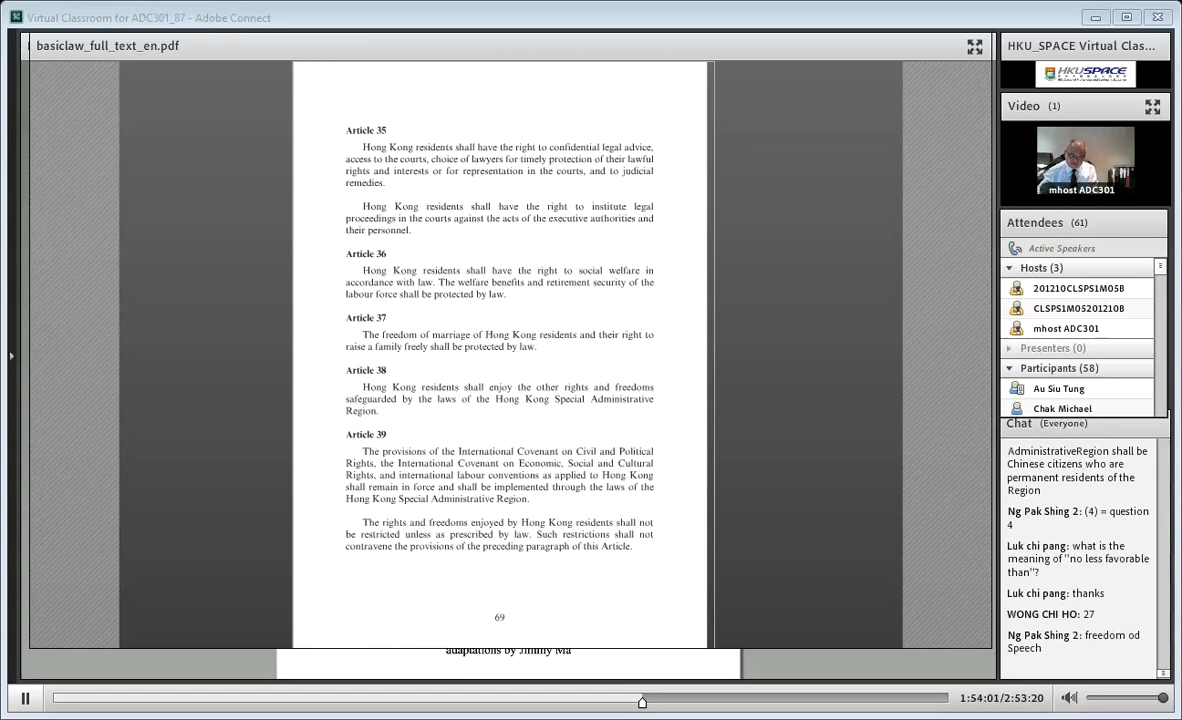 Virtual Classroom for ADC301_87 - Adobe Connect
basiclaw_full_text_en.pdf
Article 35
Hong Kong residents shall have the right to confidential legal advice,
access to the courts, choice of lawyers for timely protection of their lawful
rights and interests or for representation in the courts, and to judicial
remedies.
Hong Kong residents shall have the right to institute legal
proceedings in the courts against the acts of the executive authorities and
their personnel.
Article 36
Hong Kong residents shall have the right to social welfare in
accordance with law. The welfare benefits and retirement security of the
labour force shall be protected by law.
Article 37
The freedom of marriage of Hong Kong residents and their right to
raise a family freely shall be protected by law.
Article 38
Hong Kong residents shall enjoy the other rights and freedoms
safeguarded by the laws of the Hong Kong Special Administrative
Region.
Article 39
The provisions of the International Covenant on Civil and Political
Rights, the International Covenant on Economic, Social and Cultural
Rights, and international labour conventions as applied to Hong Kong
shall remain in force and shall be implemented through the laws of the
Hong Kong Special Administrative Region.
The rights and freedoms enjoyed by Hong Kong residents shall not
be restricted unless as prescribed by law. Such restrictions shall not
contravene the provisions of the preceding paragraph of this Article.
69
adaptations by Jimmy Ma
HKU_SPACE Virtual Clas...
HKU SPACE
Video (1)
mhost ADC301
Attendees (61)
Active Speakers
Hosts (3)
201210CLSPS1M05B
CLSPS1M05201210B
mhost ADC301
Presenters (0)
Participants (58)
Au Siu Tung
Chak Michael
Chat (Everyone)
AdministrativeRegion shall be
Chinese citizens who are
permanent residents of the
Region
Ng Pak Shing 2: (4) = question
4
Luk chi pang: what is the
meaning of "no less favorable
than"?
Luk chi pang: thanks
WONG CHI HO: 27
Ng Pak Shing 2: freedom od
Speech
1:54:01/2:53:20